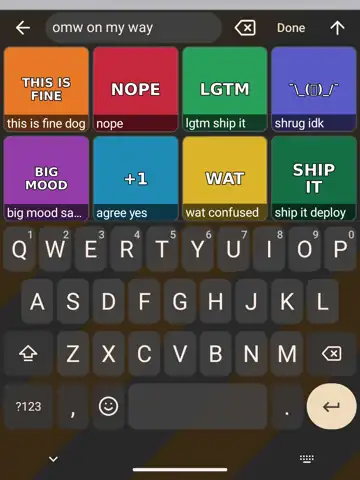 omw on my way
Done
THIS IS
FINE
this is fine dog
NOPE
nope
LGTM
lgtm ship it
shrug idk
BIG
MOOD
big mood sa...
+1
agree yes
WAT
wat confused
SHIP
IT
ship it deploy
1 2 3 4 5 6 7 8 9 0
Q W E R T Y U I O P
A S D F G H J K L
Z X C V B N M
?123 , .